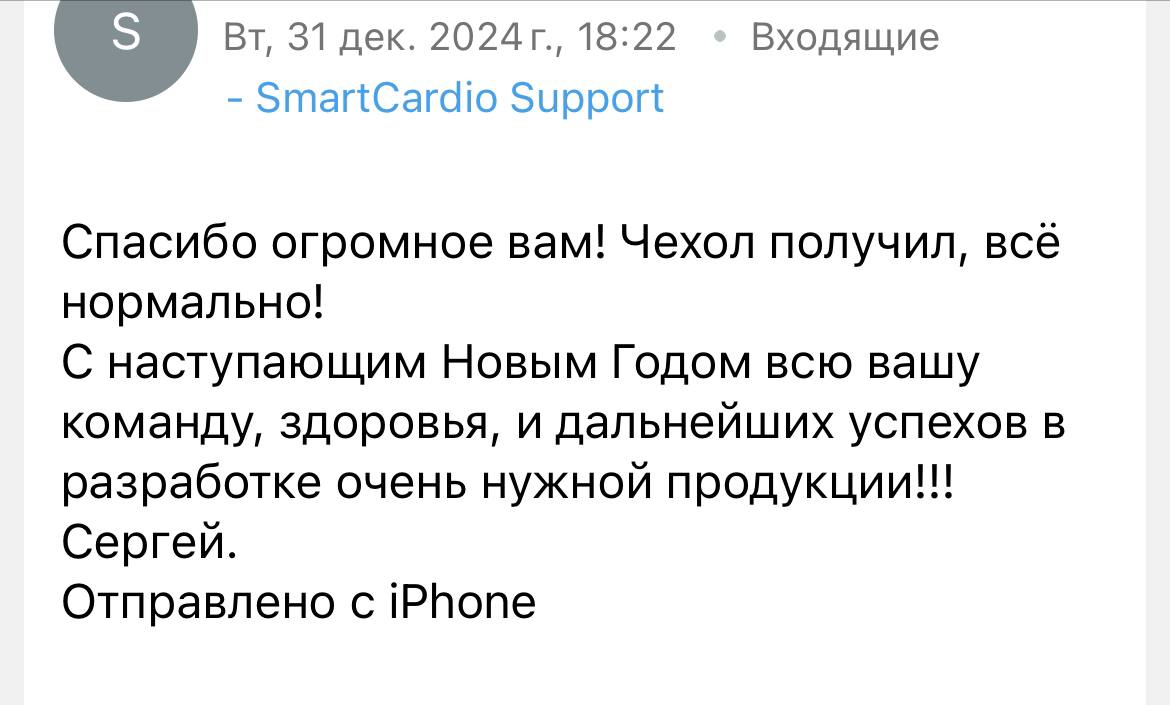 S
Вт, 31 дек. 2024 г., 18:22 • Входящие
- SmartCardio Support
Спасибо огромное вам! Чехол получил, всё
нормально!
С наступающим Новым Годом всю вашу
команду, здоровья, и дальнейших успехов в
разработке очень нужной продукции!!!
Сергей.
Отправлено с iPhone